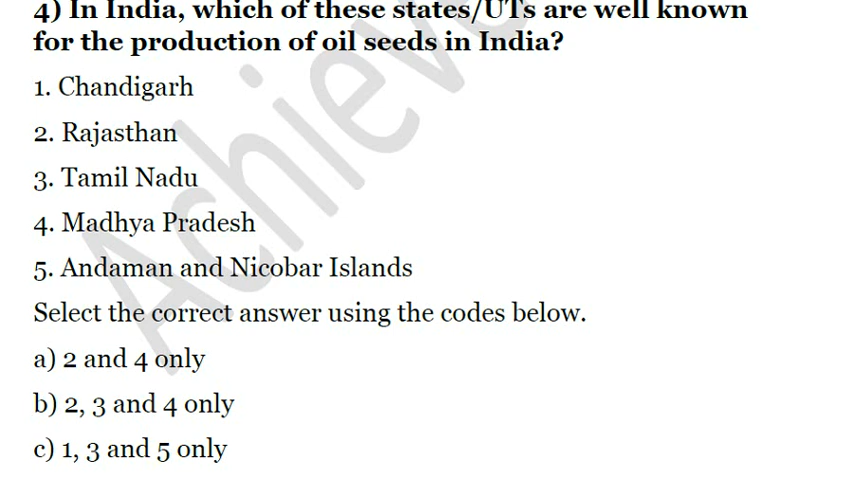 4) In India, which of these states/UTs are well known
for the production of oil seeds in India?
1. Chandigarh
2. Rajasthan
3. Tamil Nadu
4. Madhya Pradesh
5. Andaman and Nicobar Islands
Select the correct answer using the codes below.
a) 2 and 4 only
b) 2, 3 and 4 only
c) 1, 3 and 5 only
Achieve